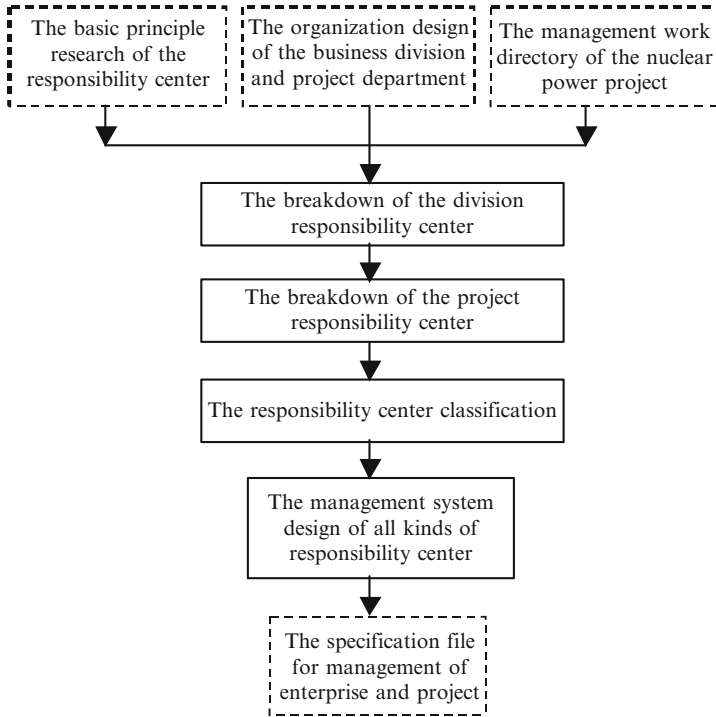 The basic principle
research of the
responsibility center
The organization design
of the business division
and project department
The management work
directory of the nuclear
power project
The breakdown of the division
responsibility center
The breakdown of the project
responsibility center
The responsibility center classification
The management system
design of all kinds of
responsibility center
The specification file
for management of
enterprise and project